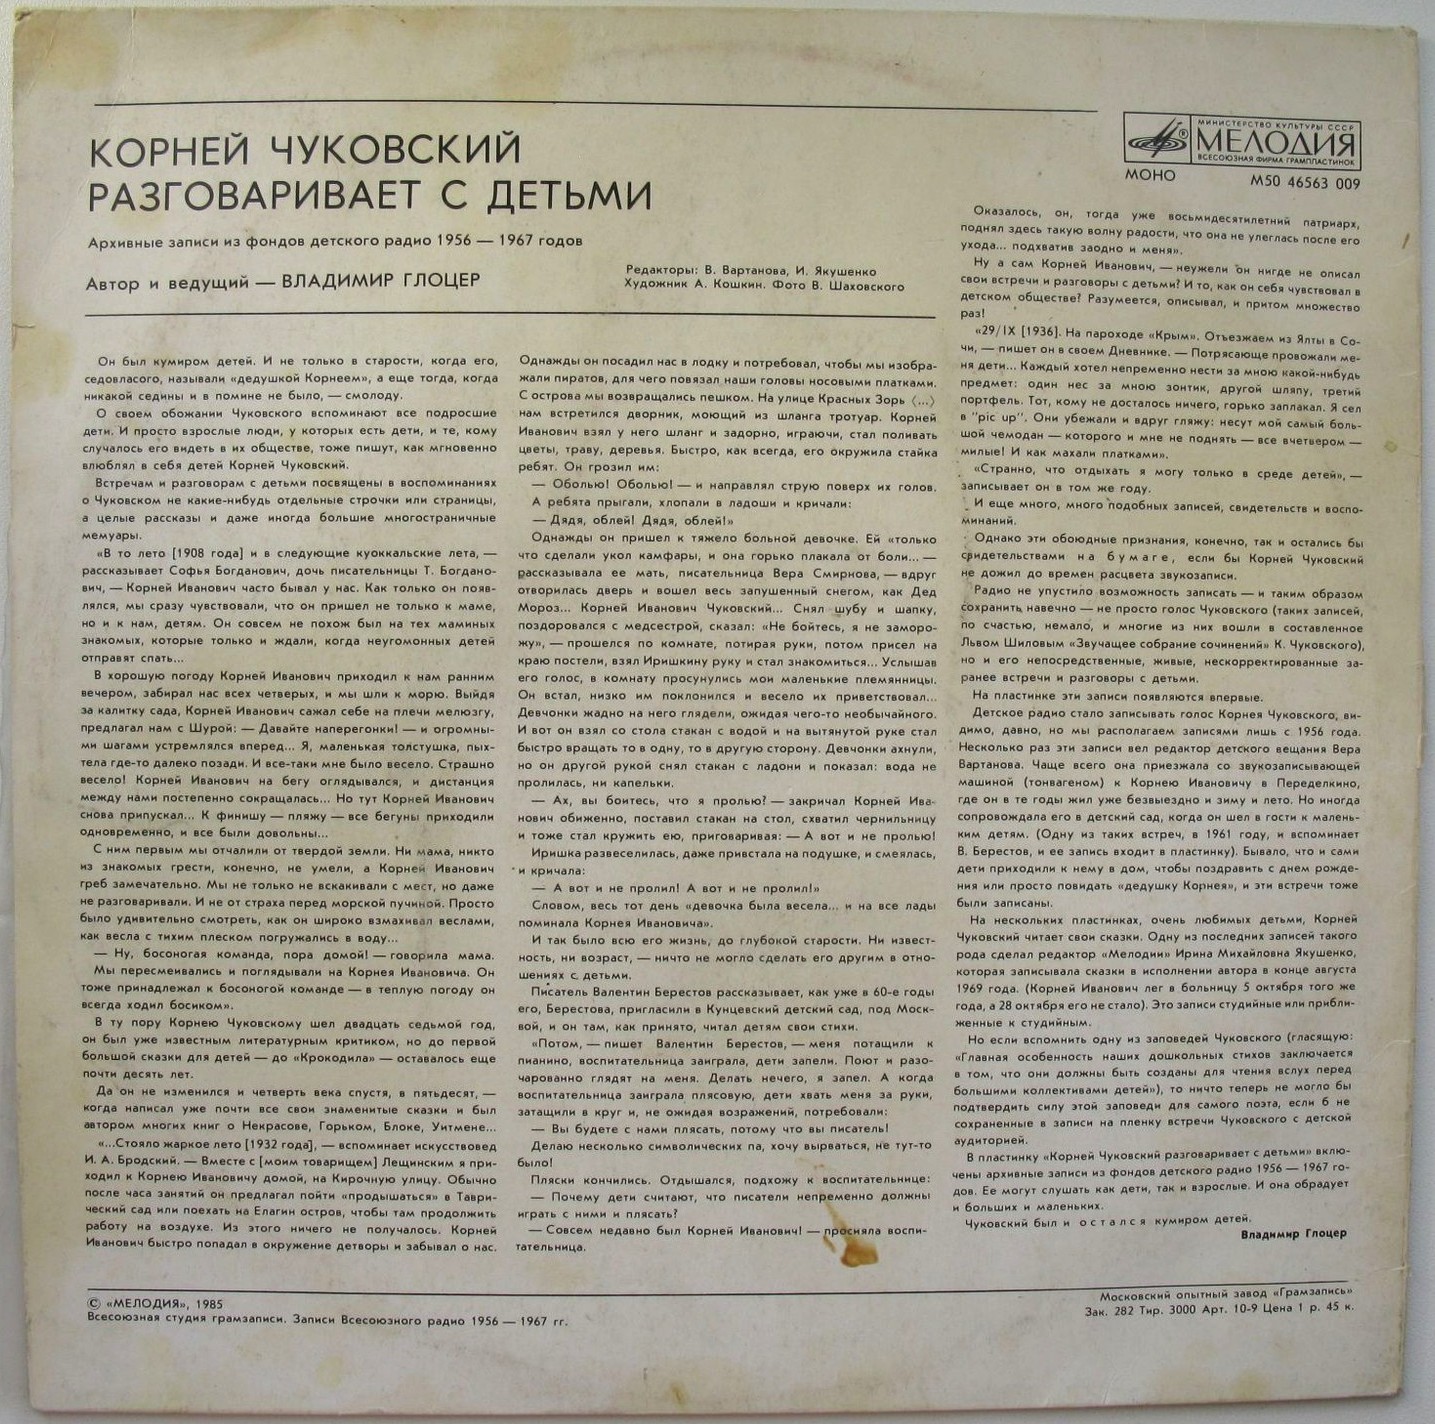 КОРНЕЙ ЧУКОВСКИЙ
РАЗГОВАРИВАЕТ С ДЕТЬМИ
Архивные записи из фондов детского радио 1956 — 1967 годов
Автор и ведущий — ВЛАДИМИР ГЛОЦЕР
Редакторы: В. Вартанова, И. Якушенко
Художник А. Кошкин. Фото В. Шаховского
МИНИСТЕРСТВО КУЛЬТУРЫ СССР
МЕЛОДИЯ
ВСЕСОЮЗНАЯ ФИРМА ГРАМПЛАСТИНОК
®
МОНО
М50 46563 009
Он был кумиром детей. И не только в старости, когда его,
седовласого, называли «дедушкой Корнеем», а еще тогда, когда
никакой седины и в помине не было, — смолоду.
О своем обожании Чуковского вспоминают все подросшие
дети. И просто взрослые люди, у которых есть дети, и те, кому
случалось его видеть в их обществе, тоже пишут, как мгновенно
влюблял в себя детей Корней Чуковский.
Встречам и разговорам с детьми посвящены в воспоминаниях
о Чуковском не какие-нибудь отдельные строчки или страницы,
а целые рассказы и даже иногда большие многостраничные
мемуары.
«В то лето [1908 года] и в следующие куоккальские лета, —
рассказывает Софья Богданович, дочь писательницы Т. Богдано-
вич, — Корней Иванович часто бывал у нас. Как только он появ-
лялся, мы сразу чувствовали, что он пришел не только к маме,
но и к нам, детям. Он совсем не похож был на тех маминых
знакомых, которые только и ждали, когда неугомонных детей
отправят спать...
В хорошую погоду Корней Иванович приходил к нам ранним
вечером, забирал нас всех четверых, и мы шли к морю. Выйдя
за калитку сада, Корней Иванович сажал себе на плечи мелюзгу,
предлагал нам с Шурой: — Давайте наперегонки! — и огромны-
ми шагами устремлялся вперед... Я, маленькая толстушка, пых-
тела где-то далеко позади. И все-таки мне было весело. Страшно
весело! Корней Иванович на бегу оглядывался, и дистанция
между нами постепенно сокращалась... Но тут Корней Иванович
снова припускал... К финишу — пляжу — все бегуны приходили
одновременно, и все были довольны...
С ним первым мы отчалили от твердой земли. Ни мама, никто
из знакомых грести, конечно, не умели, а Корней Иванович
греб замечательно. Мы не только не вскакивали с мест, но даже
не разговаривали. И не от страха перед морской пучиной. Просто
было удивительно смотреть, как он широко взмахивал веслами,
как весла с тихим плеском погружались в воду...
— Ну, босоногая команда, пора домой! — говорила мама.
Мы пересмеивались и поглядывали на Корнея Ивановича. Он
тоже принадлежал к босоногой команде — в теплую погоду он
всегда ходил босиком».
В ту пору Корнею Чуковскому шел двадцать седьмой год,
он был уже известным литературным критиком, но до первой
большой сказки для детей — до «Крокодила» — оставалось еще
почти десять лет.
Да он не изменился и четверть века спустя, в пятьдесят, —
когда написал уже почти все свои знаменитые сказки и был
автором многих книг о Некрасове, Горьком, Блоке, Уитмене...
«...Стояло жаркое лето [1932 года], — вспоминает искусствовед
И. А. Бродский. — Вместе с [моим товарищем] Лещинским я при-
ходил к Корнею Ивановичу домой, на Кирочную улицу. Обычно
после часа занятий он предлагал пойти «продышаться» в Таври-
ческий сад или поехать на Елагин остров, чтобы там продолжить
работу на воздухе. Из этого ничего не получалось. Корней
Иванович быстро попадал в окружение детворы и забывал о нас.
Однажды он посадил нас в лодку и потребовал, чтобы мы изобра-
жали пиратов, для чего повязал наши головы носовыми платками.
С острова мы возвращались пешком. На улице Красных Зорь 〈...〉
нам встретился дворник, моющий из шланга тротуар. Корней
Иванович взял у него шланг и задорно, играючи, стал поливать
цветы, траву, деревья. Быстро, как всегда, его окружила стайка
ребят. Он грозил им:
— Оболью! Оболью! — и направлял струю поверх их голов.
А ребята прыгали, хлопали в ладоши и кричали:
— Дядя, облей! Дядя, облей!»
Однажды он пришел к тяжело больной девочке. Ей «только
что сделали укол камфары, и она горько плакала от боли... —
рассказывала ее мать, писательница Вера Смирнова, — вдруг
отворилась дверь и вошел весь запушенный снегом, как Дед
Мороз... Корней Иванович Чуковский... Снял шубу и шапку,
поздоровался с медсестрой, сказал: «Не бойтесь, я не заморо-
жу», — прошелся по комнате, потирая руки, потом присел на
краю постели, взял Иришкину руку и стал знакомиться... Услышав
его голос, в комнату просунулись мои маленькие племянницы.
Он встал, низко им поклонился и весело их приветствовал...
Девчонки жадно на него глядели, ожидая чего-то необычайного.
И вот он взял со стола стакан с водой и на вытянутой руке стал
быстро вращать то в одну, то в другую сторону. Девчонки ахнули,
но он другой рукой снял стакан с ладони и показал: вода не
пролилась, ни капельки.
— Ах, вы боитесь, что я пролью? — закричал Корней Ива-
нович обиженно, поставил стакан на стол, схватил чернильницу
и тоже стал кружить ею, приговаривая: — А вот и не пролью!
Иришка развеселилась, даже привстала на подушке, и смеялась,
и кричала:
— А вот и не пролил! А вот и не пролил!»
Словом, весь тот день «девочка была весела... и на все лады
поминала Корнея Ивановича».
И так было всю его жизнь, до глубокой старости. Ни извест-
ность, ни возраст, — ничто не могло сделать его другим в отно-
шениях с детьми.
Писатель Валентин Берестов рассказывает, как уже в 60-е годы
его, Берестова, пригласили в Кунцевский детский сад, под Моск-
вой, и он там, как принято, читал детям свои стихи.
«Потом, — пишет Валентин Берестов, — меня потащили к
пианино, воспитательница заиграла, дети запели. Поют и разо-
чарованно глядят на меня. Делать нечего, я запел. А когда
воспитательница заиграла плясовую, дети хвать меня за руки,
затащили в круг и, не ожидая возражений, потребовали:
— Вы будете с нами плясать, потому что вы писатель!
Делаю несколько символических па, хочу вырваться, не тут-то
было!
Пляски кончились. Отдышался, подхожу к воспитательнице:
— Почему дети считают, что писатели непременно должны
играть с ними и плясать?
— Совсем недавно был Корней Иванович! — просияла воспи-
тательница.
Оказалось, он, тогда уже восьмидесятилетний патриарх,
поднял здесь такую волну радости, что она не улеглась после его
ухода... подхватив заодно и меня».
Ну а сам Корней Иванович, — неужели он нигде не описал
свои встречи и разговоры с детьми? И то, как он себя чувствовал в
детском обществе? Разумеется, описывал, и притом множество
раз!
«29/IX [1936]. На пароходе «Крым». Отъезжаем из Ялты в Со-
чи, — пишет он в своем Дневнике. — Потрясающе провожали ме-
ня дети... Каждый хотел непременно нести за мною какой-нибудь
предмет: один нес за мною зонтик, другой шляпу, третий
портфель. Тот, кому не досталось ничего, горько заплакал. Я сел
в "pic up". Они убежали и вдруг гляжу: несут мой самый боль-
шой чемодан — которого и мне не поднять — все вчетвером —
милые! И как махали платками».
«Странно, что отдыхать я могу только в среде детей», —
записывает он в том же году.
И еще много, много подобных записей, свидетельств и воспо-
минаний.
Однако эти обоюдные признания, конечно, так и остались бы
свидетельствами на бумаге, если бы Корней Чуковский
не дожил до времен расцвета звукозаписи.
Радио не упустило возможность записать — и таким образом
сохранить навечно — не просто голос Чуковского (таких записей,
по счастью, немало, и многие из них вошли в составленное
Львом Шиловым «Звучащее собрание сочинений» К. Чуковского),
но и его непосредственные, живые, нескорректированные за-
ранее встречи и разговоры с детьми.
На пластинке эти записи появляются впервые.
Детское радио стало записывать голос Корнея Чуковского, ви-
димо, давно, но мы располагаем записями лишь с 1956 года.
Несколько раз эти записи вел редактор детского вещания Вера
Вартанова. Чаще всего она приезжала со звукозаписывающей
машиной (тонвагеном) к Корнею Ивановичу в Переделкино,
где он в те годы жил уже безвыездно и зиму и лето. Но иногда
сопровождала его в детский сад, когда он шел в гости к малень-
ким детям. (Одну из таких встреч, в 1961 году, и вспоминает
В. Берестов, и ее запись входит в пластинку). Бывало, что и сами
дети приходили к нему в дом, чтобы поздравить с днем рожде-
ния или просто повидать «дедушку Корнея», и эти встречи тоже
были записаны.
На нескольких пластинках, очень любимых детьми, Корней
Чуковский читает свои сказки. Одну из последних записей такого
рода сделал редактор «Мелодии» Ирина Михайловна Якушенко,
которая записывала сказки в исполнении автора в конце августа
1969 года. (Корней Иванович лег в больницу 5 октября того же
года, а 28 октября его не стало). Это записи студийные или прибли-
женные к студийным.
Но если вспомнить одну из заповедей Чуковского (гласящую:
«Главная особенность наших дошкольных стихов заключается
в том, что они должны быть созданы для чтения вслух перед
большими коллективами детей»), то ничто теперь не могло бы
подтвердить силу этой заповеди для самого поэта, если б не
сохраненные в записи на пленку встречи Чуковского с детской
аудиторией.
В пластинку «Корней Чуковский разговаривает с детьми» вклю-
чены архивные записи из фондов детского радио 1956 — 1967 го-
дов. Ее могут слушать как дети, так и взрослые. И она обрадует
и больших и маленьких.
Чуковский был и остался кумиром детей.
Владимир Глоцер
© «МЕЛОДИЯ», 1985
Всесоюзная студия грамзаписи. Записи Всесоюзного радио 1956 — 1967 гг.
Московский опытный завод «Грамзапись»
Зак. 282 Тир. 3000 Арт. 10-9 Цена 1 р. 45 к.